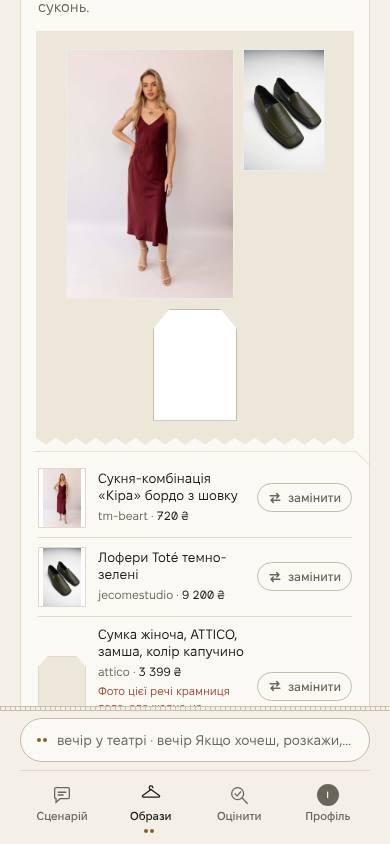 суконь.
Сукня-комбінація
«Кіра» бордо з шовку
tm-beart · 720 ₴
замінити
Лофери Toté темно-
зелені
jecomestudio · 9 200 ₴
замінити
Сумка жіноча, ATTICO,
замша, колір капучино
attico · 3 399 ₴
Фото цієї речі крамниця
замінити
вечір у театрі · вечір Якщо хочеш, розкажи,...
Сценарій
Образи
Оцінити
І
Профіль